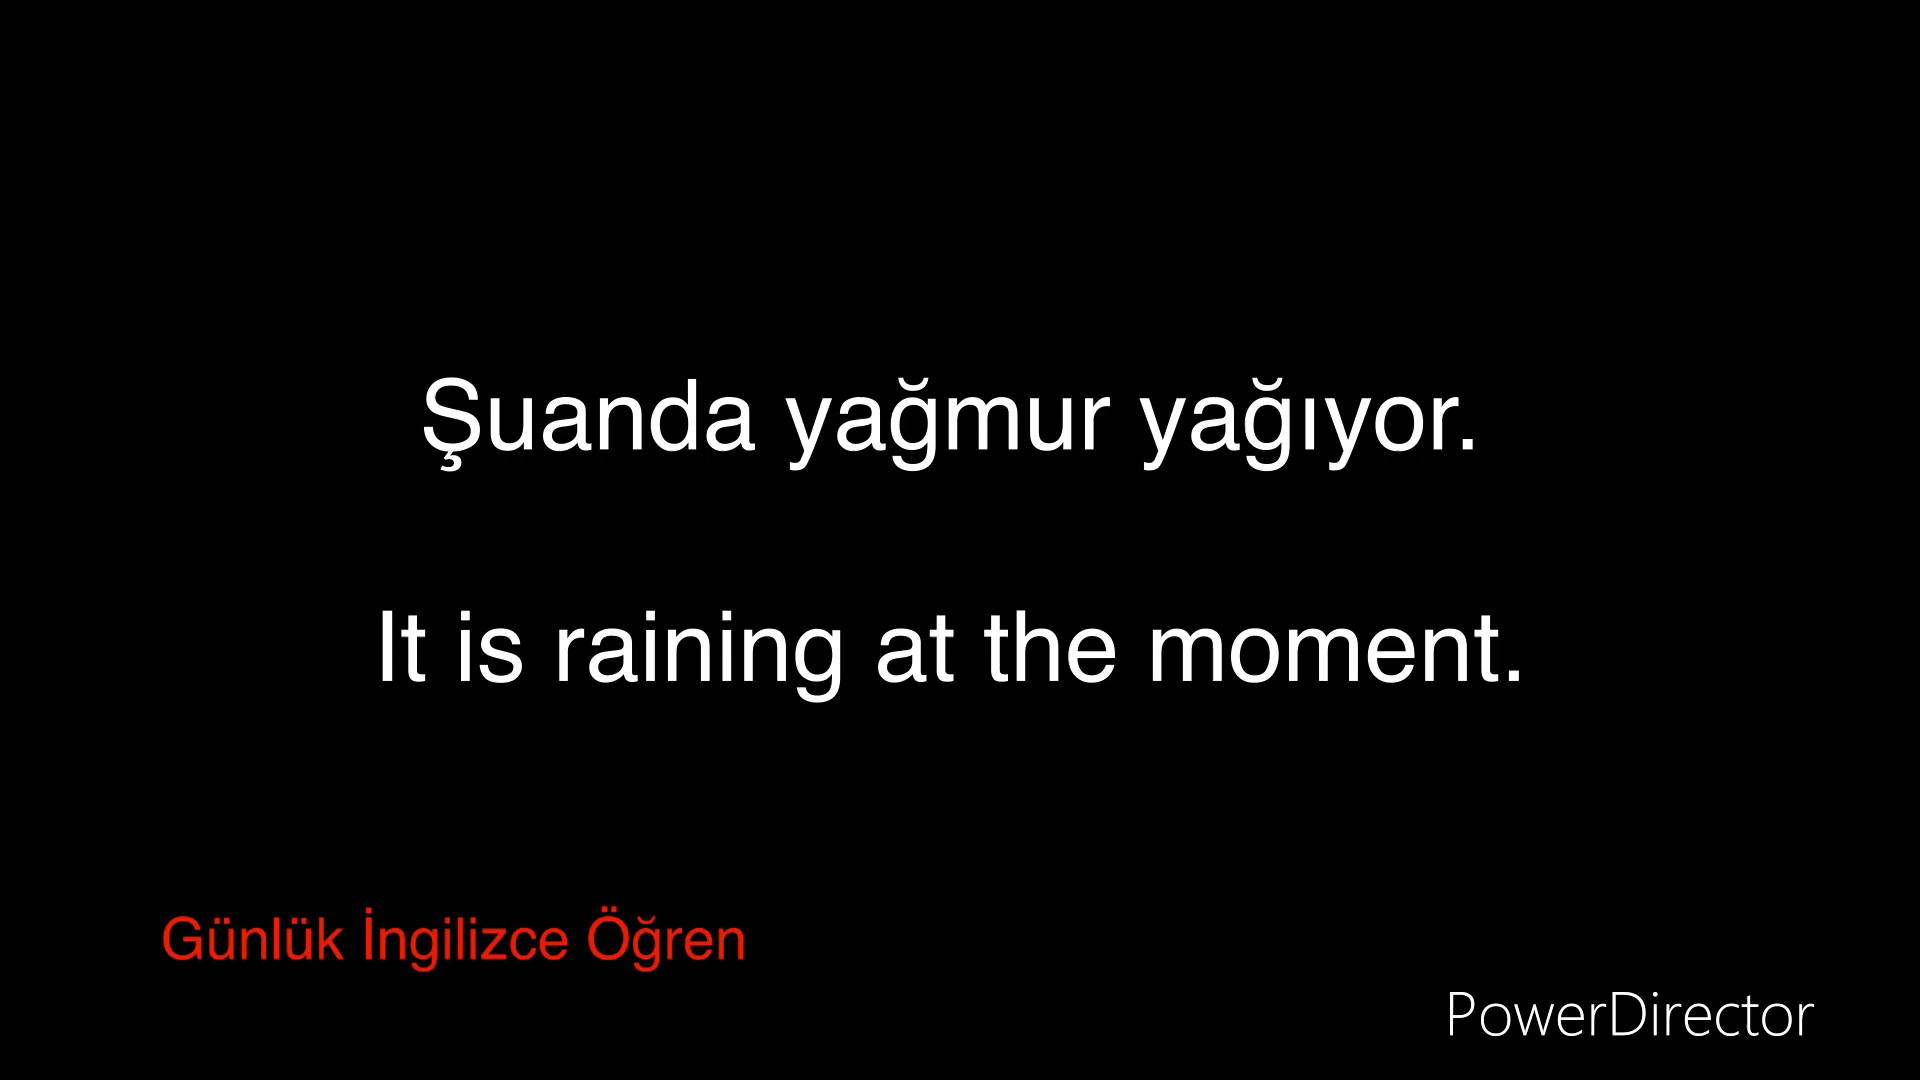 Şuanda yağmur yağıyor.
It is raining at the moment.
Günlük İngilizce Öğren
PowerDirector